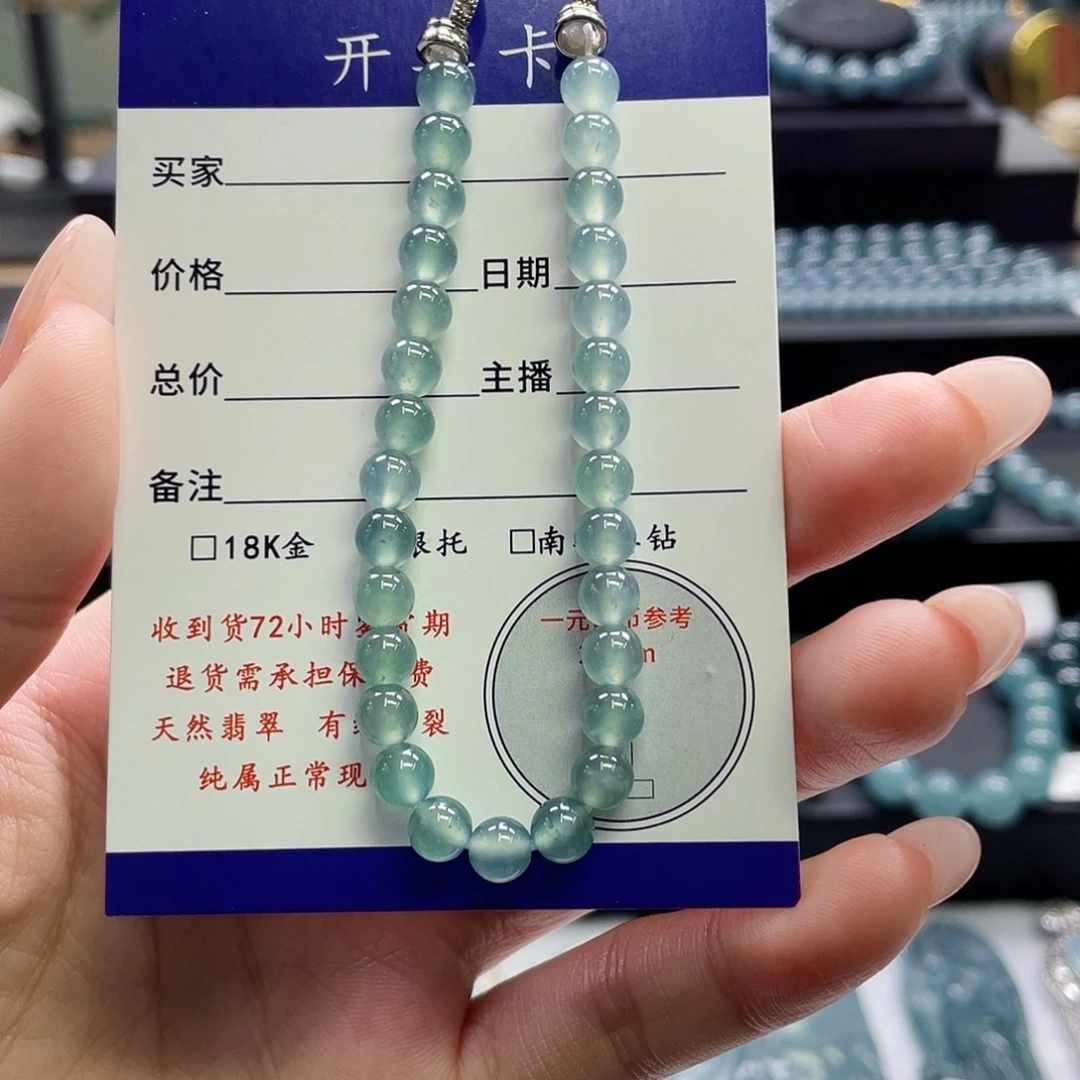 开 卡
买家
价格 日期
总价 主播
备注
□18K金 银托 □南 钻
收到货72小时 期
退货需承担保 费
天然翡翠 有 裂
纯属正常现
一元 币参考